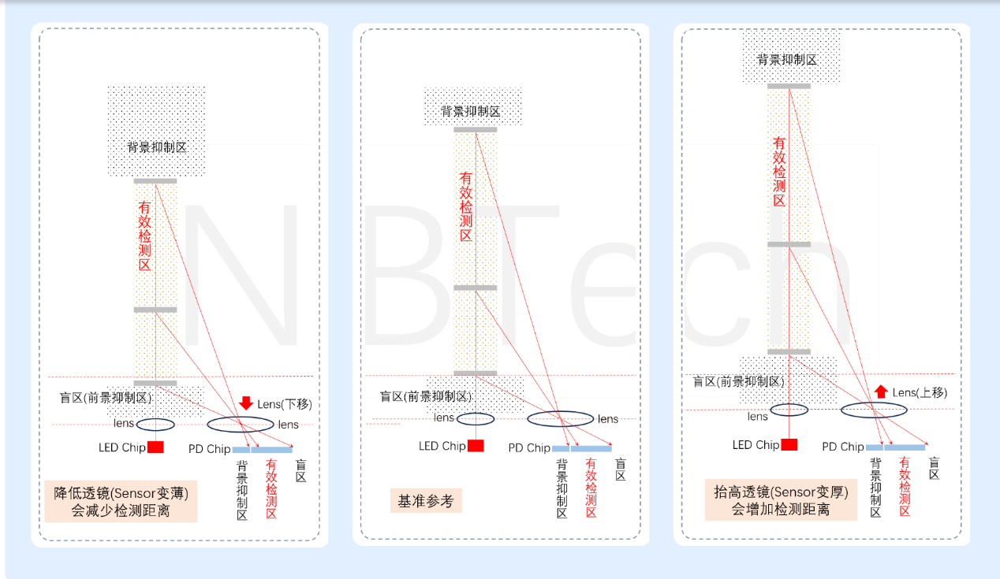 NBTech
背景抑制区
有效检测区
盲区(前景抑制区)
Lens(下移)
lens
lens
LED Chip
PD Chip
背景抑制区
有效检测区
盲区
降低透镜(Sensor变薄)
会减少检测距离
背景抑制区
有效检测区
盲区(前景抑制区)
lens
lens
LED Chip
PD Chip
背景抑制区
有效检测区
盲区
基准参考
背景抑制区
有效检测区
盲区(前景抑制区)
Lens(上移)
lens
LED Chip
PD Chip
背景抑制区
有效检测区
盲区
抬高透镜(Sensor变厚)
会增加检测距离